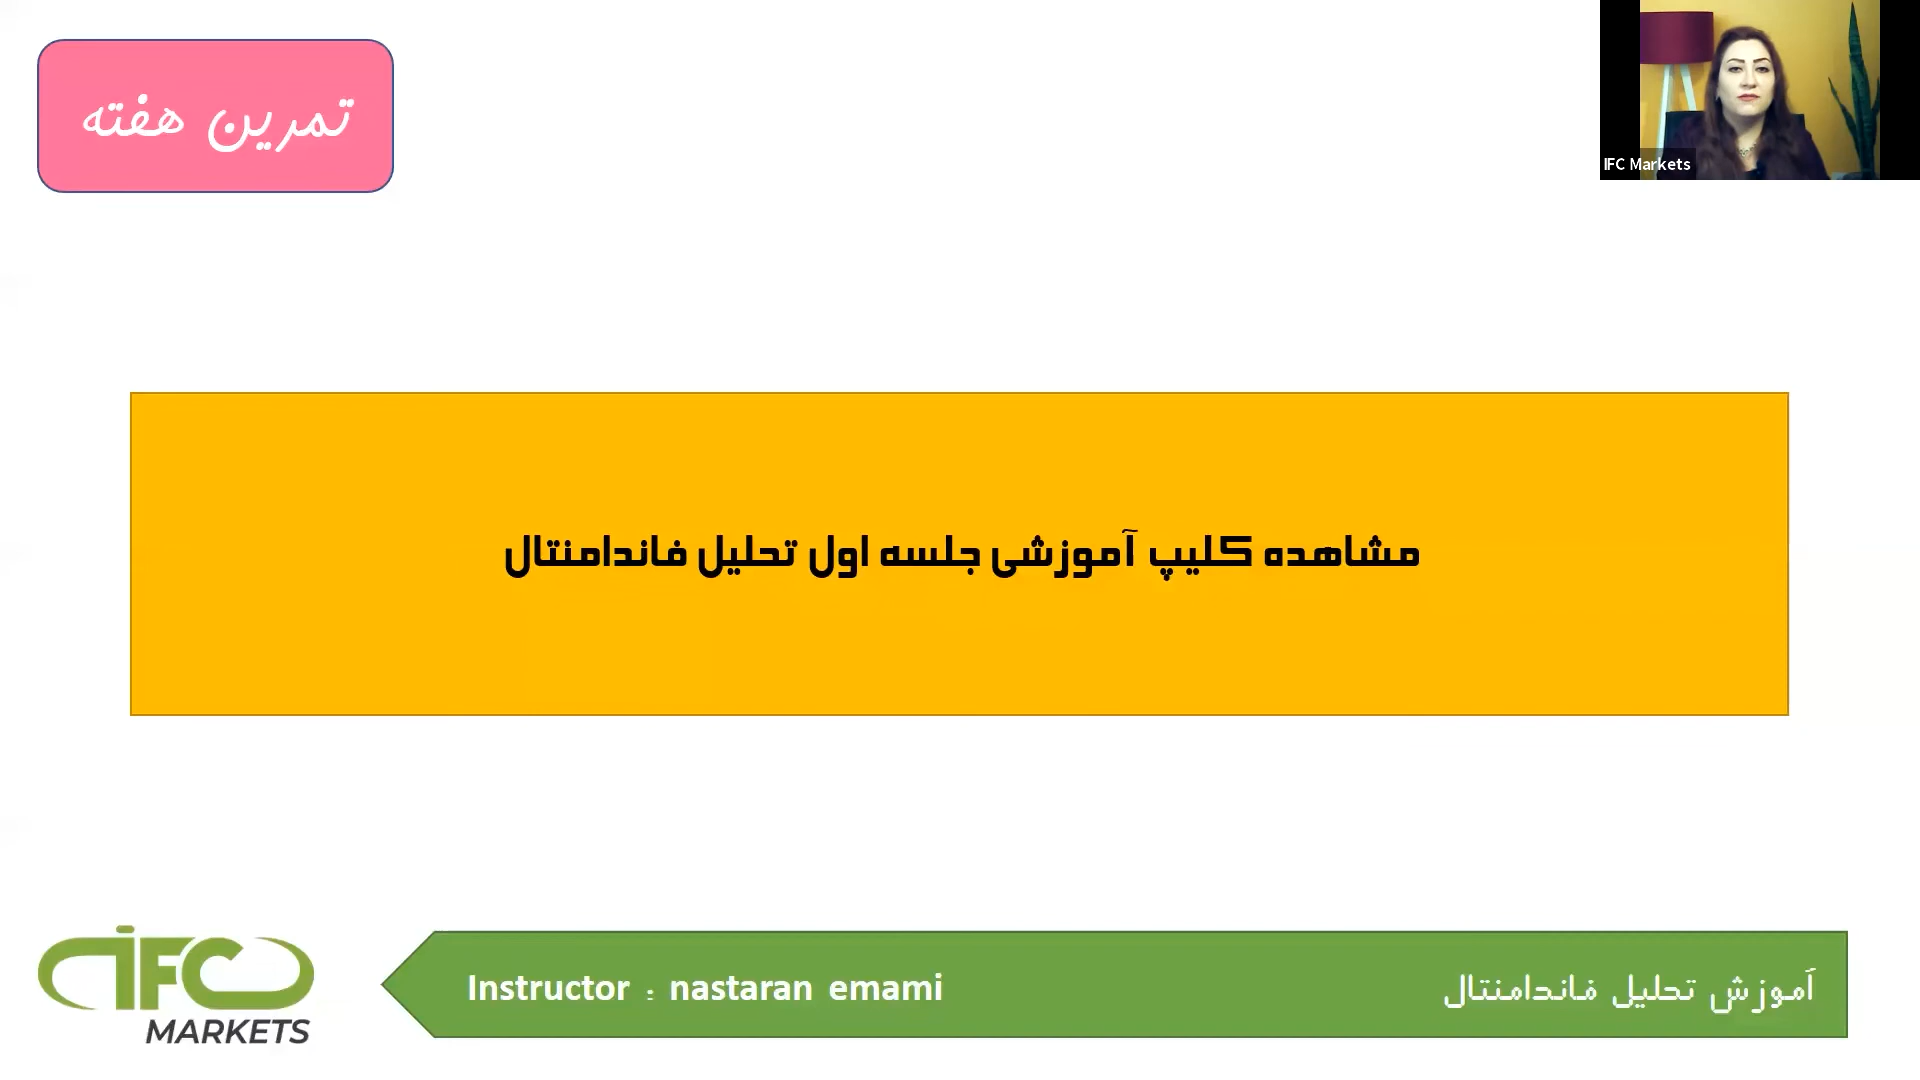 تمرین هفته
IFC Markets
مشاهده کلیپ آموزشی جلسه اول تحلیل فاندامنتال
IFC
MARKETS
Instructor : nastaran emami
آموزش تحلیل فاندامنتال